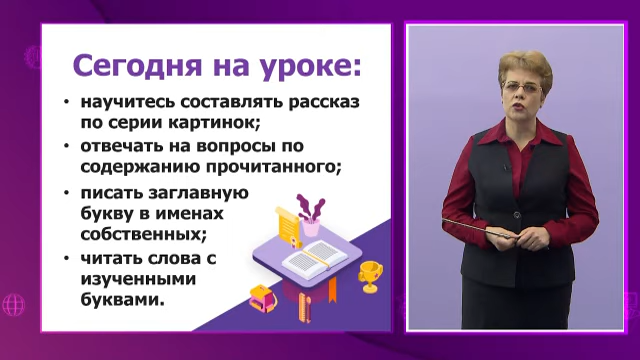 Сегодня на уроке:
• научитесь составлять рассказ
по серии картинок;
• отвечать на вопросы по
содержанию прочитанного;
• писать заглавную
букву в именах
собственных;
• читать слова с
изученными
буквами.